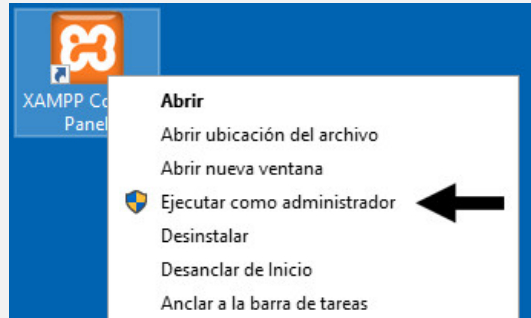 XAMPP Co
Panel
Abrir
Abrir ubicación del archivo
Abrir nueva ventana
Ejecutar como administrador
Desinstalar
Desanclar de Inicio
Anclar a la barra de tareas